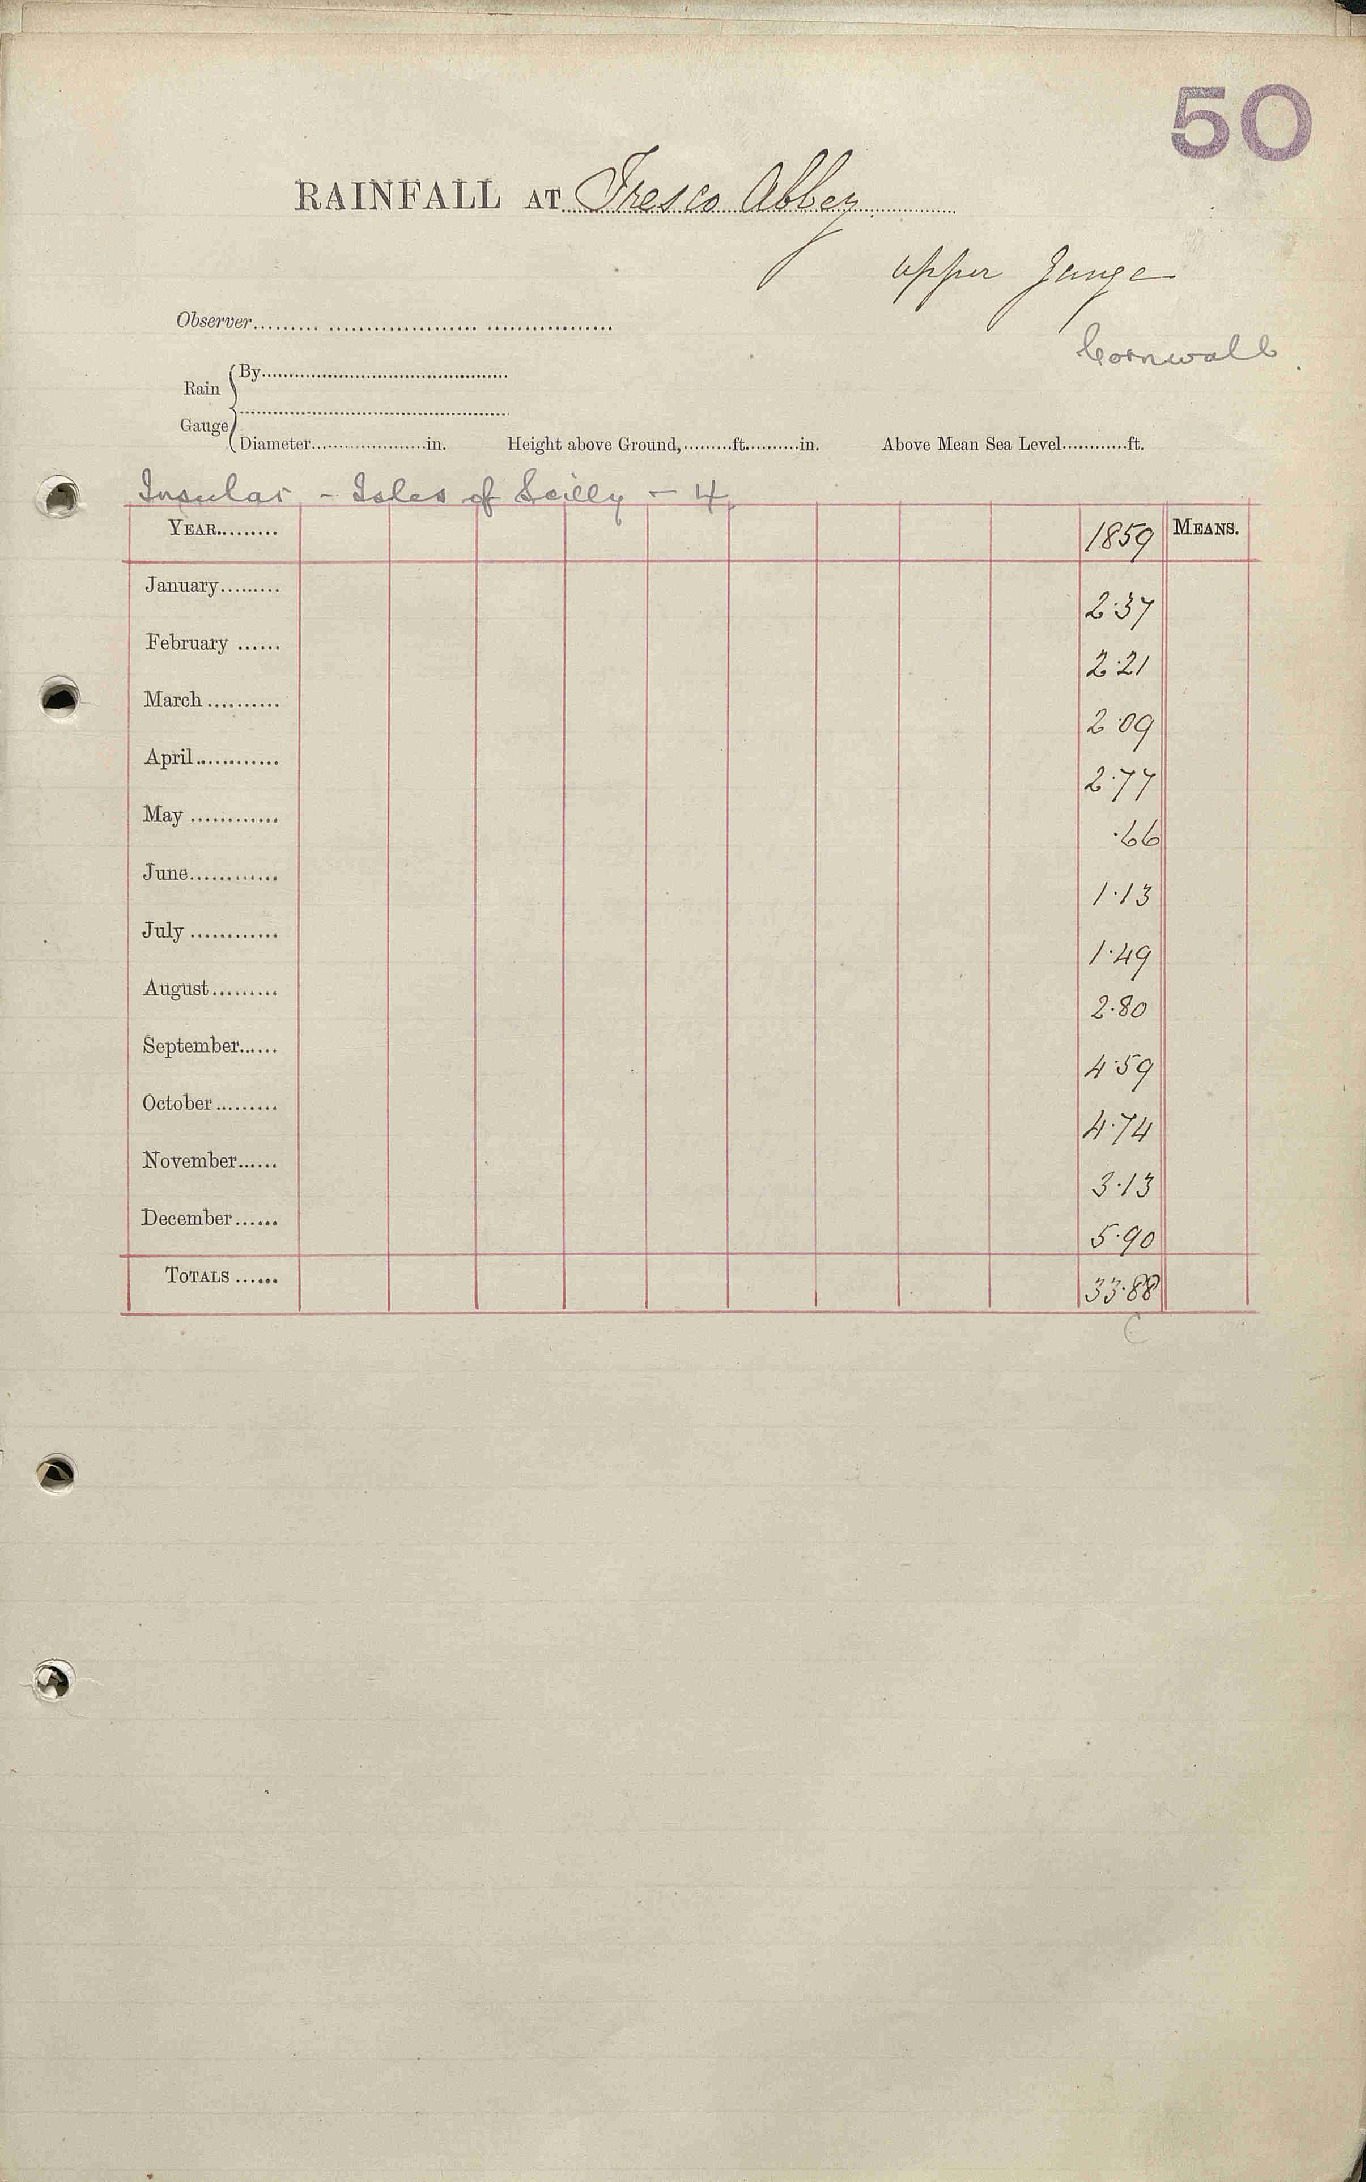 50
RAINFALL AT Tresco Abbey
upper Gauge
Observer
Cornwall
Rain Gauge
By
Diameter in. Height above Ground, ft. in. Above Mean Sea Level ft.
Insular - Isles of Scilly - 4
YEAR 1859 MEANS.
January 2.37
February 2.21
March 2.09
April 2.77
May .66
June 1.13
July 1.49
August 2.80
September 4.59
October 4.74
November 3.13
December 5.90
TOTALS 33.88
C